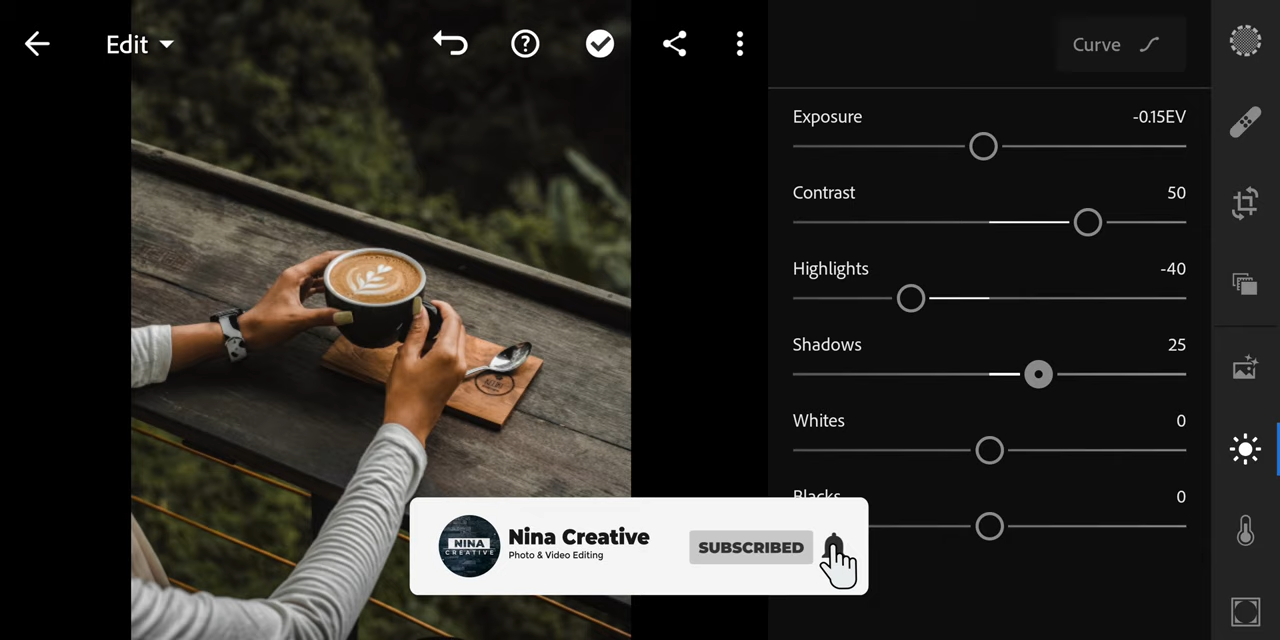 Edit
Curve
Exposure -0.15EV
Contrast 50
Highlights -40
Shadows 25
Whites 0
Blacks 0
NINA
CREATIVE
Nina Creative
Photo & Video Editing
SUBSCRIBED